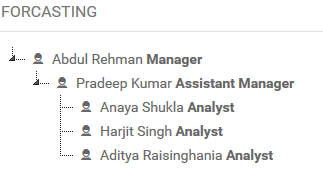 FORCASTING
Abdul Rehman Manager
Pradeep Kumar Assistant Manager
Anaya Shukla Analyst
Harjit Singh Analyst
Aditya Raisinghania Analyst